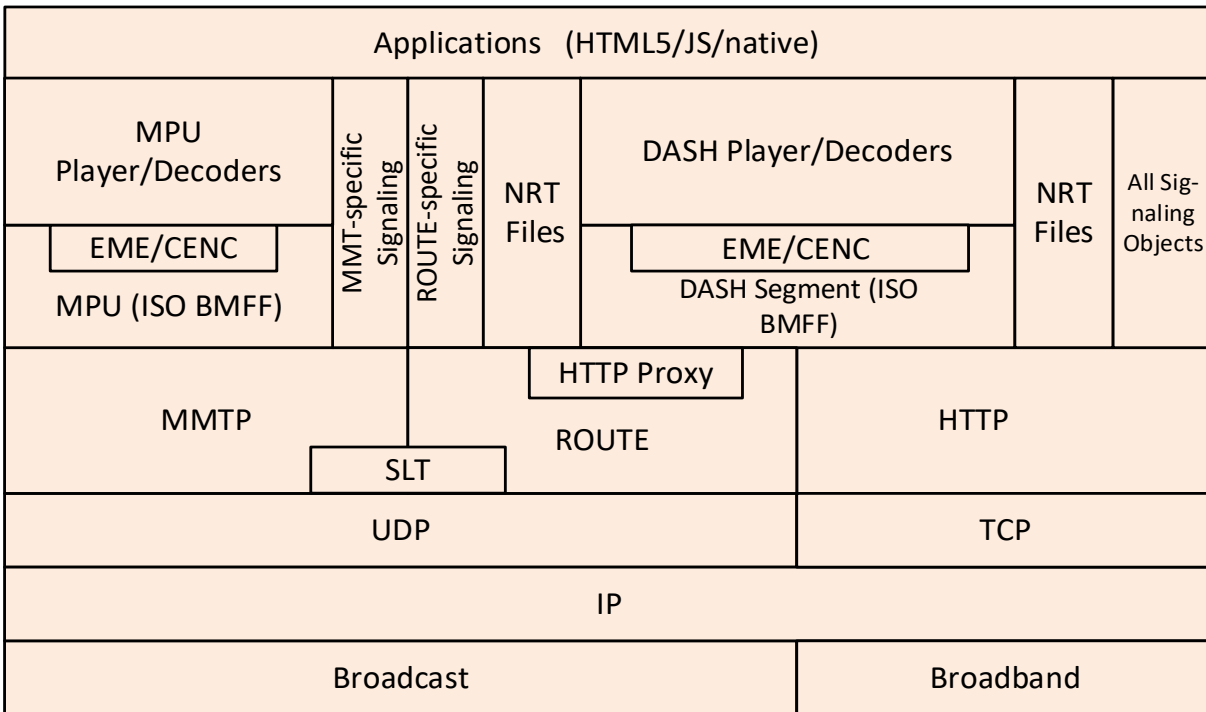 Applications (HTML5/JS/native)
MPU
Player/Decoders
MMT-specific
Signaling
ROUTE-specific
Signaling
NRT
Files
DASH Player/Decoders
NRT
Files
All Sig-
naling
Objects
EME/CENC
MPU (ISO BMFF)
EME/CENC
DASH Segment (ISO
BMFF)
MMTP
HTTP Proxy
ROUTE
HTTP
SLT
UDP
TCP
IP
Broadcast
Broadband